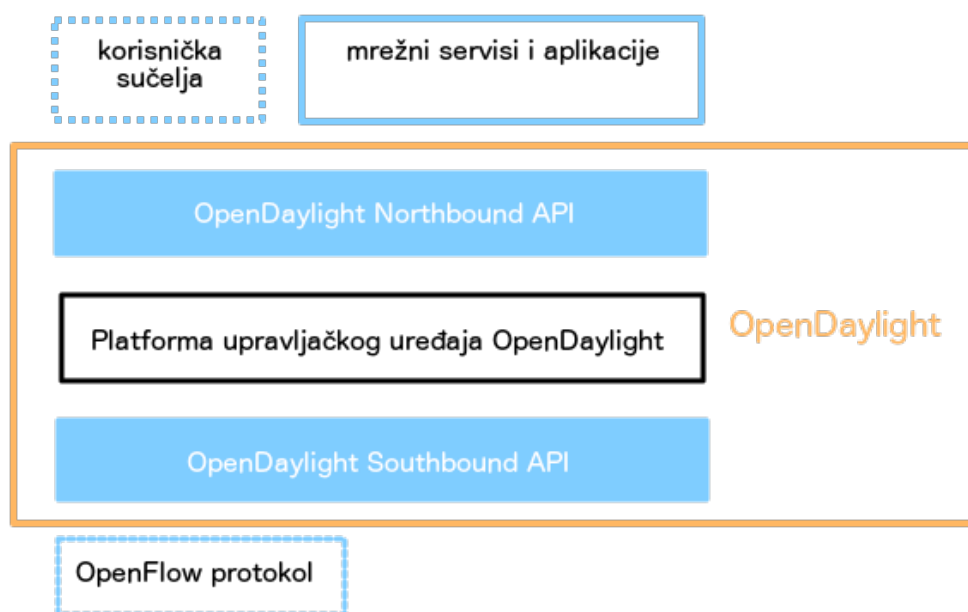 korisnička
sučelja
mrežni servisi i aplikacije
OpenDaylight Northbound API
Platforma upravljačkog uređaja OpenDaylight
OpenDaylight
OpenDaylight Southbound API
OpenFlow protokol